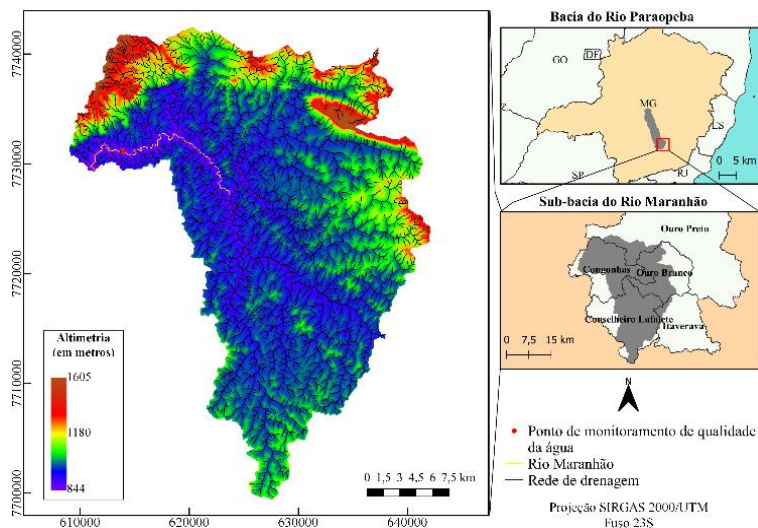 7740000
7730000
7720000
7710000
7700000
610000
620000
630000
640000
Altimetria
(em metros)
1605
1180
844
0 1,5 3 4,5 6 7,5 km
Bacia do Rio Paraopeba
GO
DF
MG
ES
SP
RJ
0 5 km
Sub-bacia do Rio Maranhão
Ouro Preto
Congonhas
Ouro Branco
Conselheiro Lafaiete
Itaverava
0 7,5 15 km
N
Ponto de monitoramento de qualidade
da água
Rio Maranhão
Rede de drenagem
Projeção SIRGAS 2000/UTM
Fuso 23S